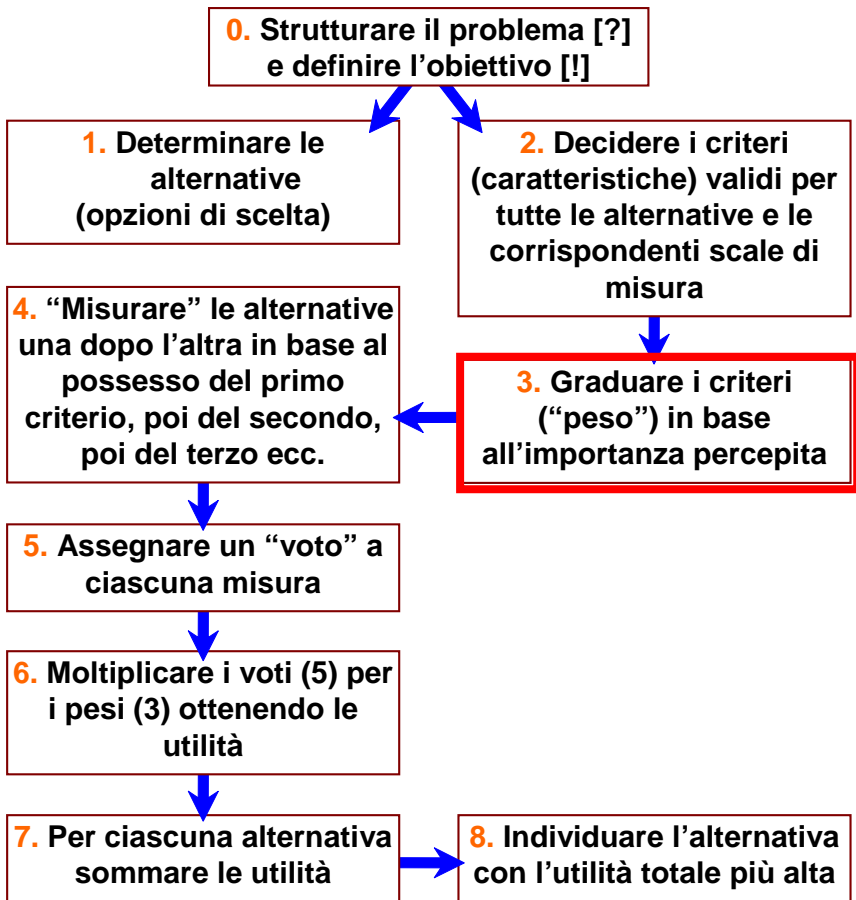 0. Strutturare il problema [?]
e definire l’obiettivo [!]
1. Determinare le
alternative
(opzioni di scelta)
2. Decidere i criteri
(caratteristiche) validi per
tutte le alternative e le
corrispondenti scale di
misura
3. Graduare i criteri
(“peso”) in base
all’importanza percepita
4. “Misurare” le alternative
una dopo l’altra in base al
possesso del primo
criterio, poi del secondo,
poi del terzo ecc.
5. Assegnare un “voto” a
ciascuna misura
6. Moltiplicare i voti (5) per
i pesi (3) ottenendo le
utilità
7. Per ciascuna alternativa
sommare le utilità
8. Individuare l’alternativa
con l’utilità totale più alta